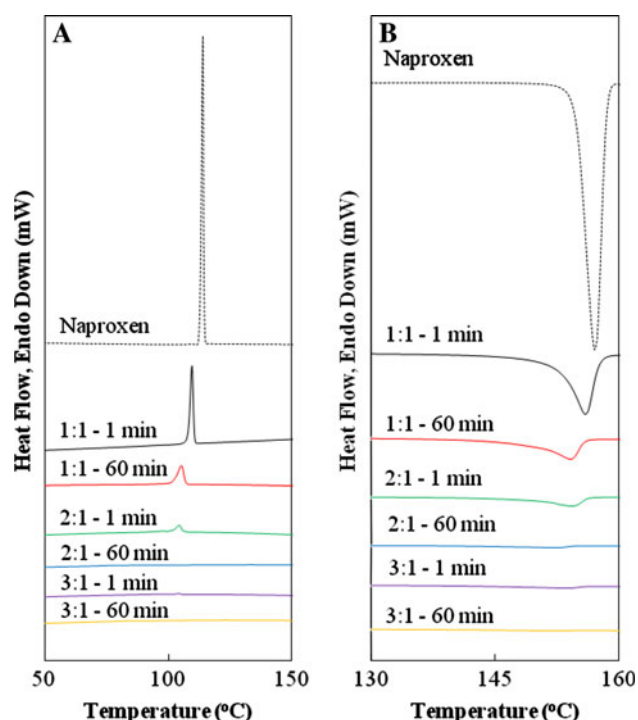 A
Heat Flow, Endo Down (mW)
Naproxen
1:1 - 1 min
1:1 - 60 min
2:1 - 1 min
2:1 - 60 min
3:1 - 1 min
3:1 - 60 min
50
100
150
Temperature (ºC)
B
Heat Flow, Endo Down (mW)
Naproxen
1:1 - 1 min
1:1 - 60 min
2:1 - 1 min
2:1 - 60 min
3:1 - 1 min
3:1 - 60 min
130
145
160
Temperature (ºC)